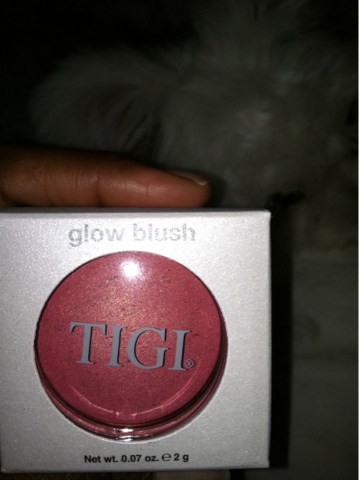 glow blush
TIGI®
Net wt. 0.07 oz. ℮ 2 g